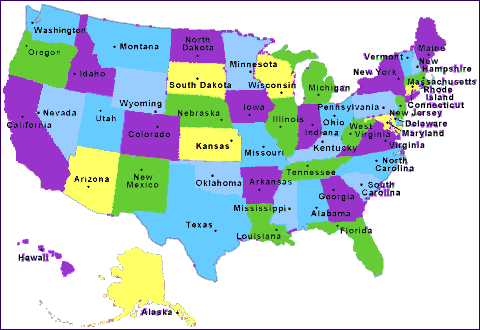 Washington
Oregon
Idaho
Montana
North
Dakota
South Dakota
Minnesota
Wisconsin
Michigan
Vermont
Maine
New
Hampshire
New York
Massachusetts
Rhode
Island
Connecticut
New Jersey
Delaware
Maryland
Pennsylvania
Ohio
Indiana
Illinois
Iowa
Nebraska
Wyoming
Nevada
Utah
California
Colorado
Kansas
Missouri
Kentucky
West
Virginia
Virginia
North
Carolina
South
Carolina
Tennessee
Arkansas
Oklahoma
New
Mexico
Arizona
Texas
Louisiana
Mississippi
Alabama
Georgia
Florida
Hawaii
Alaska